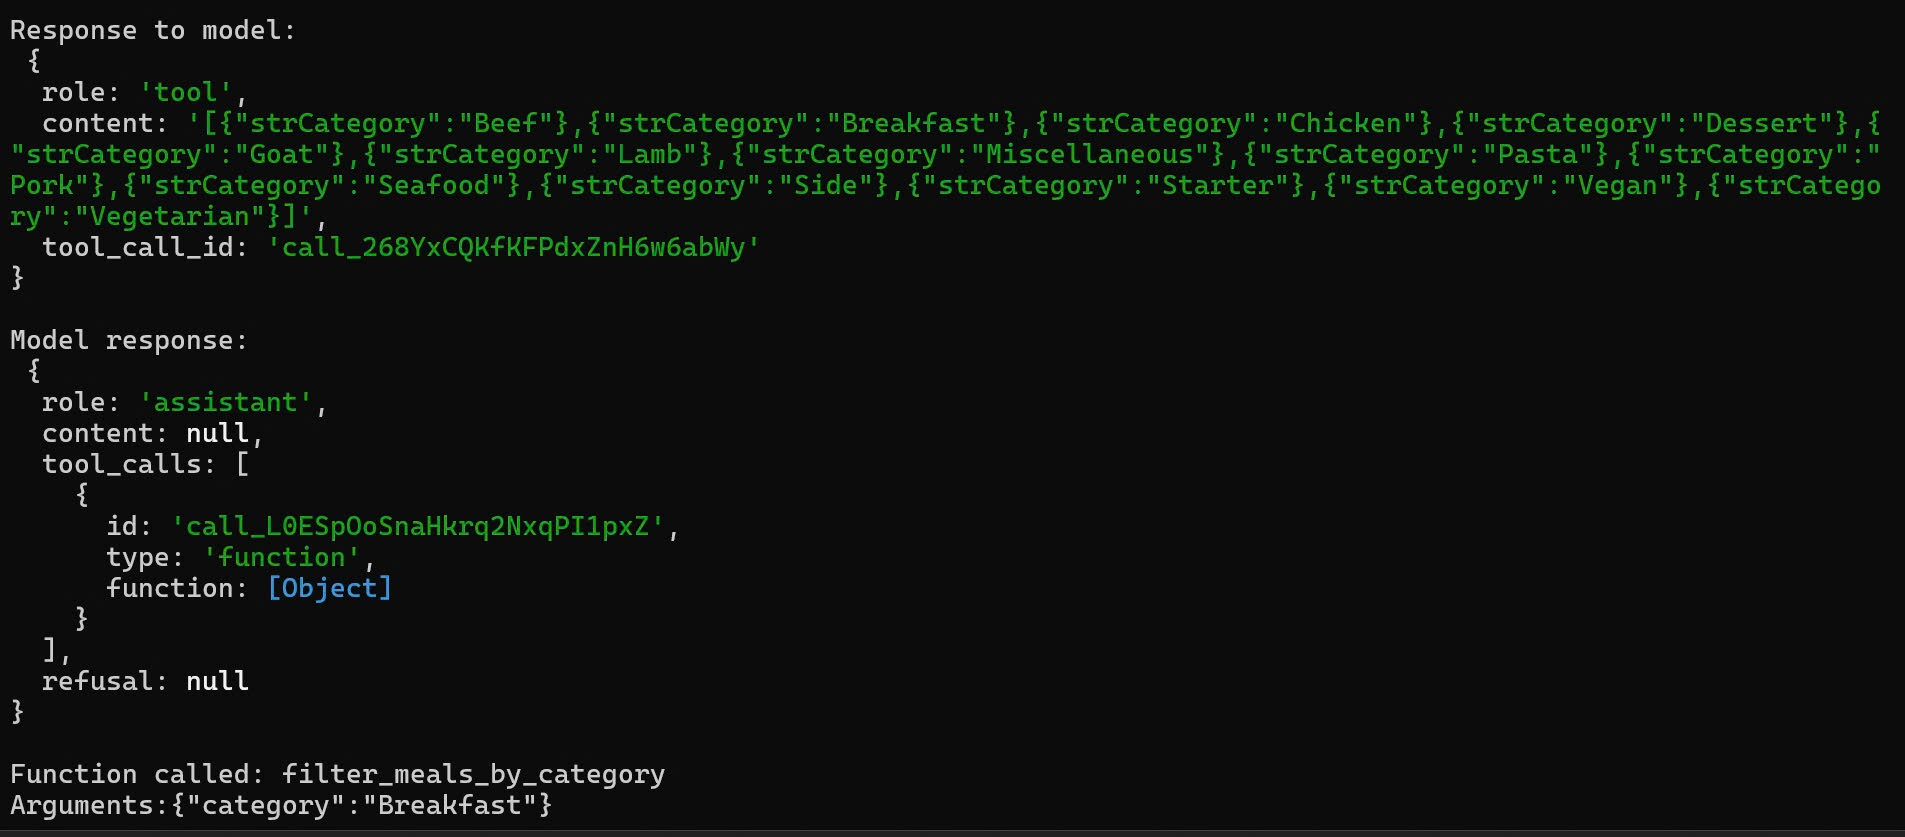 Response to model:
 {
  role: 'tool',
  content: '[{"strCategory":"Beef"},{"strCategory":"Breakfast"},{"strCategory":"Chicken"},{"strCategory":"Dessert"},{
"strCategory":"Goat"},{"strCategory":"Lamb"},{"strCategory":"Miscellaneous"},{"strCategory":"Pasta"},{"strCategory":"
Pork"},{"strCategory":"Seafood"},{"strCategory":"Side"},{"strCategory":"Starter"},{"strCategory":"Vegan"},{"strCatego
ry":"Vegetarian"}]',
  tool_call_id: 'call_268YxCQKfKFPdxZnH6w6abWy'
}
Model response:
 {
  role: 'assistant',
  content: null,
  tool_calls: [
    {
      id: 'call_L0ESpOoSnaHkrq2NxqPI1pxZ',
      type: 'function',
      function: [Object]
    }
  ],
  refusal: null
}
Function called: filter_meals_by_category
Arguments:{"category":"Breakfast"}